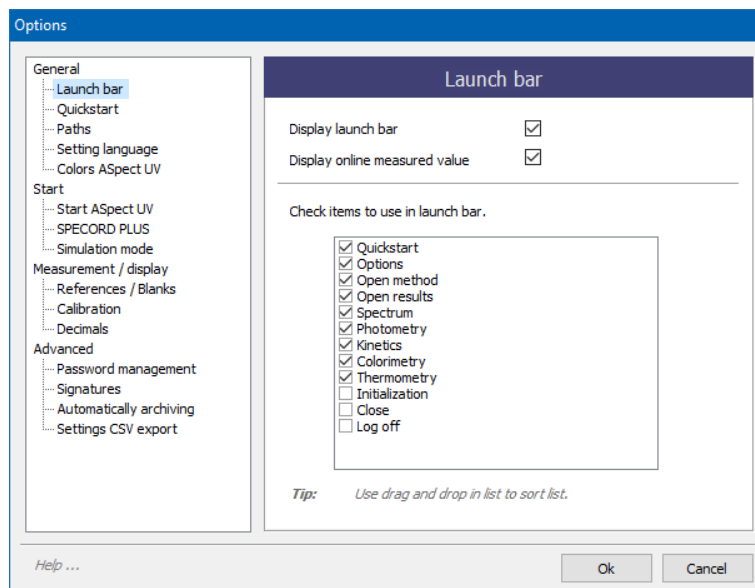 Options
General
Launch bar
Quickstart
Paths
Setting language
Colors ASpect UV
Start
Start ASpect UV
SPECORD PLUS
Simulation mode
Measurement / display
References / Blanks
Calibration
Decimals
Advanced
Password management
Signatures
Automatically archiving
Settings CSV export
Launch bar
Display launch bar
Display online measured value
Check items to use in launch bar.
Quickstart
Options
Open method
Open results
Spectrum
Photometry
Kinetics
Colorimetry
Thermometry
Initialization
Close
Log off
Tip: Use drag and drop in list to sort list.
Help ...
Ok
Cancel